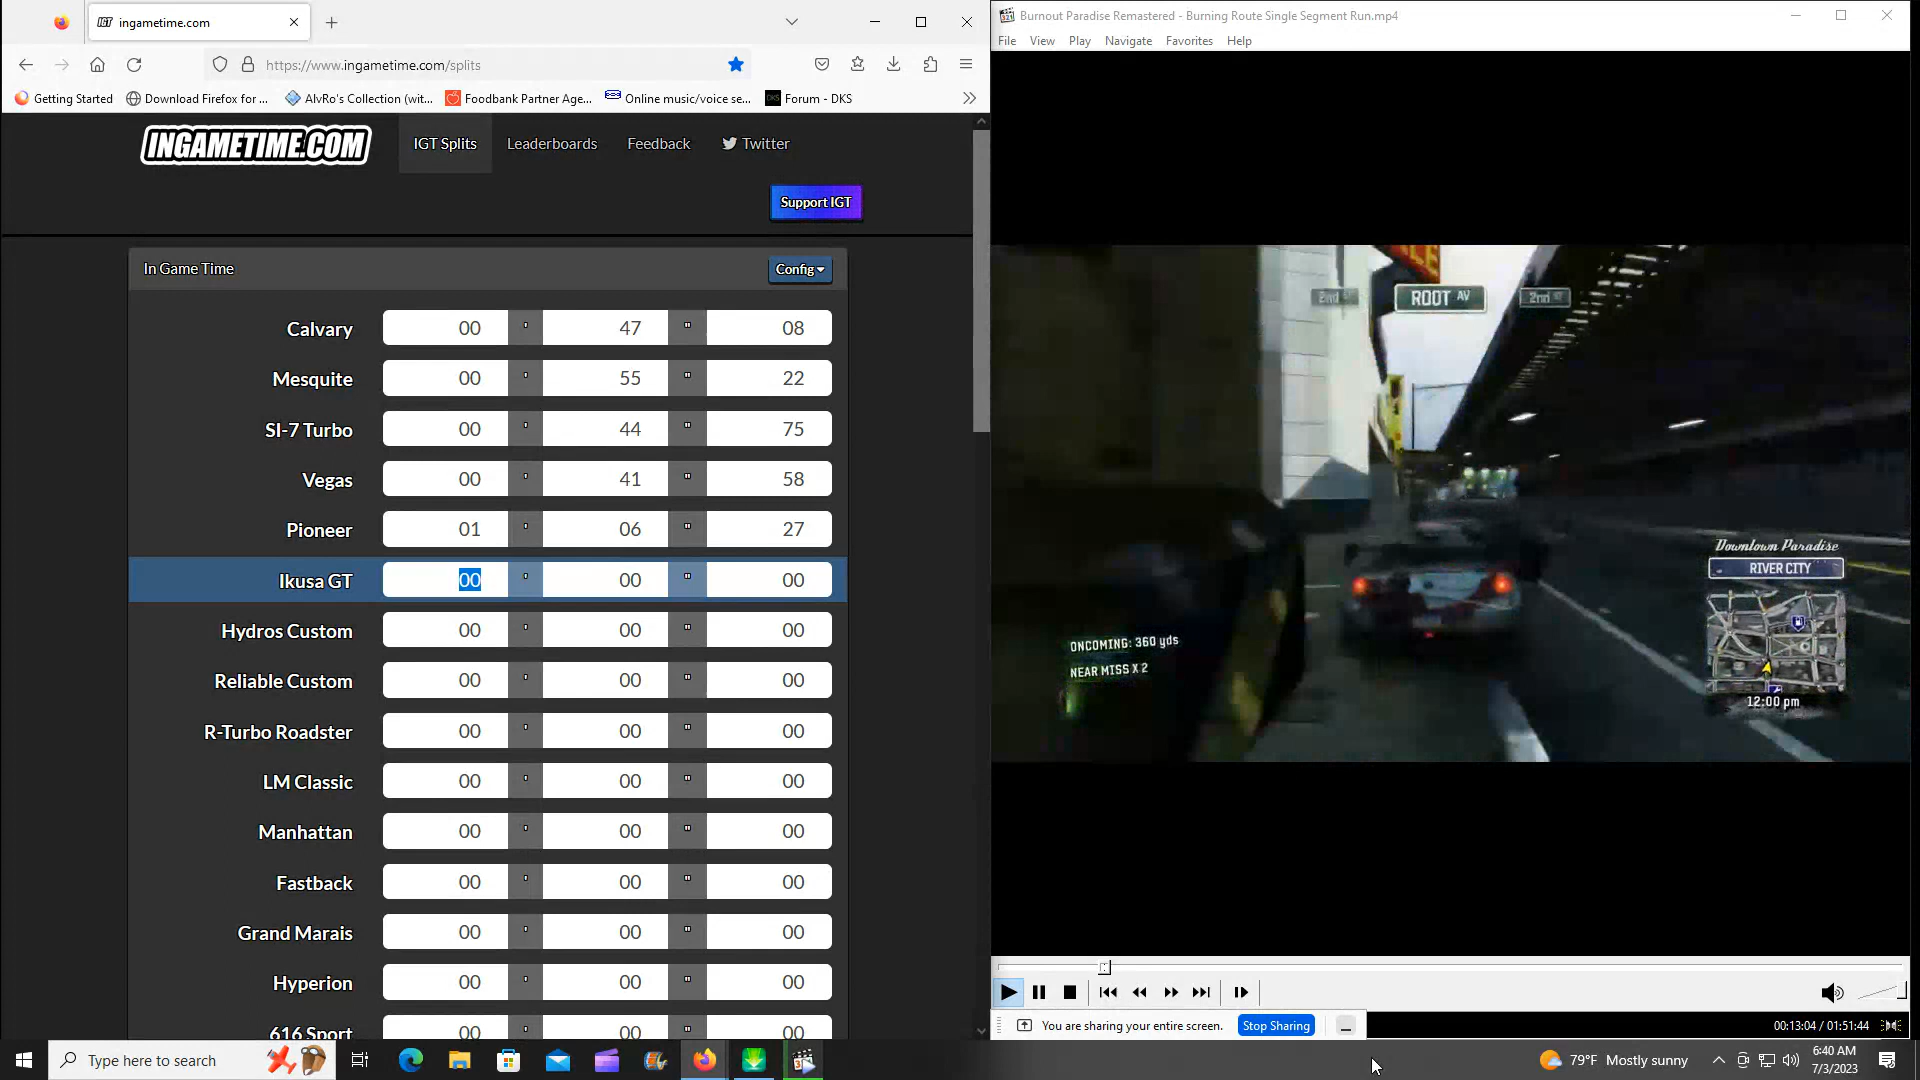 ingametime.com
https://www.ingametime.com/splits
Getting Started
Download Firefox for ...
AlvRo's Collection (wit...
Foodbank Partner Age...
Online music/voice se...
Forum - DKS
INGAMETIME.COM
IGT Splits
Leaderboards
Feedback
Twitter
Support IGT
In Game Time
Config
Calvary 00 ' 47 " 08
Mesquite 00 ' 55 " 22
SI-7 Turbo 00 ' 44 " 75
Vegas 00 ' 41 " 58
Pioneer 01 ' 06 " 27
Ikusa GT 00 ' 00 " 00
Hydros Custom 00 ' 00 " 00
Reliable Custom 00 ' 00 " 00
R-Turbo Roadster 00 ' 00 " 00
LM Classic 00 ' 00 " 00
Manhattan 00 ' 00 " 00
Fastback 00 ' 00 " 00
Grand Marais 00 ' 00 " 00
Hyperion 00 ' 00 " 00
616 Sport 00 ' 00 " 00
Burnout Paradise Remastered - Burning Route Single Segment Run.mp4
File View Play Navigate Favorites Help
2nd ST
ROOT AV
2nd ST
Downtown Paradise
RIVER CITY
12:00 pm
ONCOMING: 360 yds
NEAR MISS X 2
You are sharing your entire screen.
Stop Sharing
00:13:04 / 01:51:44
Type here to search
79°F Mostly sunny
6:40 AM
7/3/2023